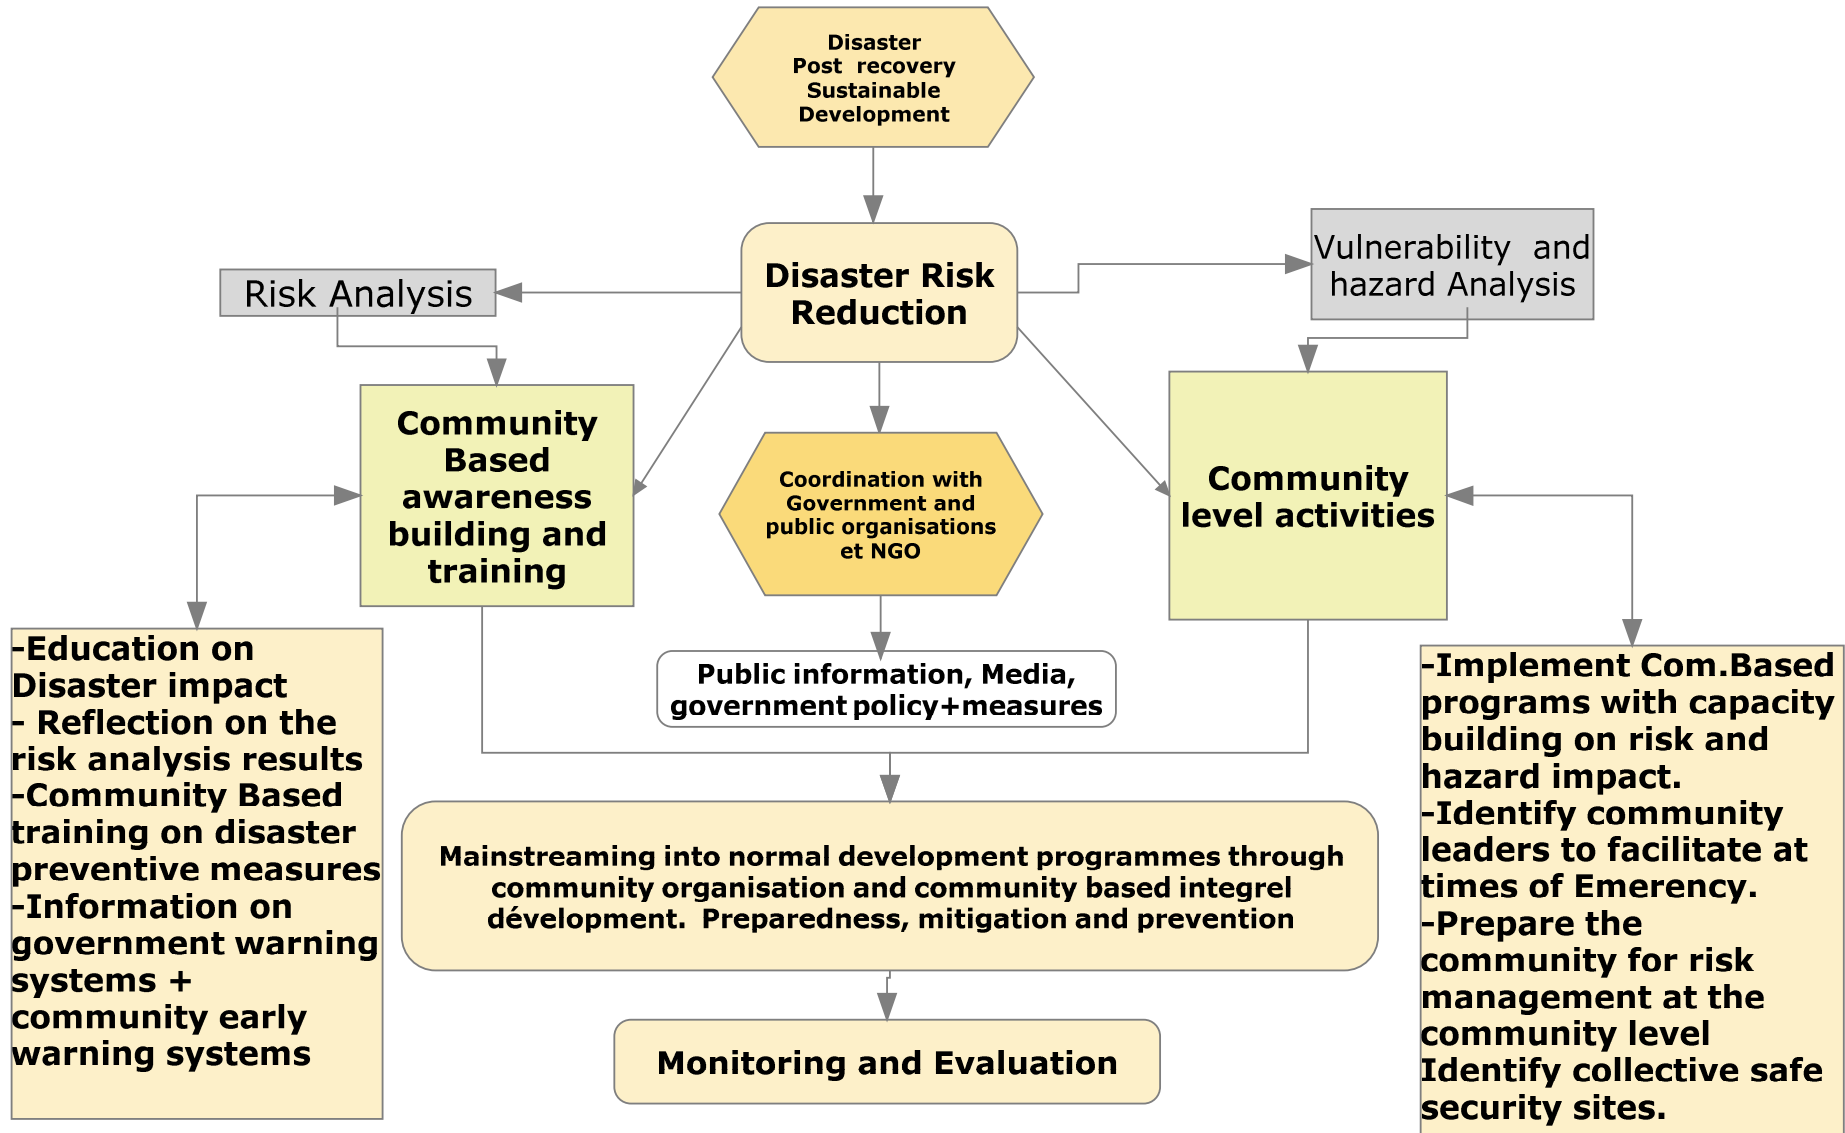 Disaster
Post recovery
Sustainable
Development
Disaster Risk
Reduction
Risk Analysis
Vulnerability and
hazard Analysis
Community
Based
awareness
building and
training
Coordination with
Government and
public organisations
et NGO
Community
level activities
-Education on
Disaster impact
- Reflection on the
risk analysis results
-Community Based
training on disaster
preventive measures
-Information on
government warning
systems +
community early
warning systems
Public information, Media,
government policy+measures
-Implement Com.Based
programs with capacity
building on risk and
hazard impact.
-Identify community
leaders to facilitate at
times of Emerency.
-Prepare the
community for risk
management at the
community level
Identify collective safe
security sites.
Mainstreaming into normal development programmes through
community organisation and community based integrel
dévelopment. Preparedness, mitigation and prevention
Monitoring and Evaluation